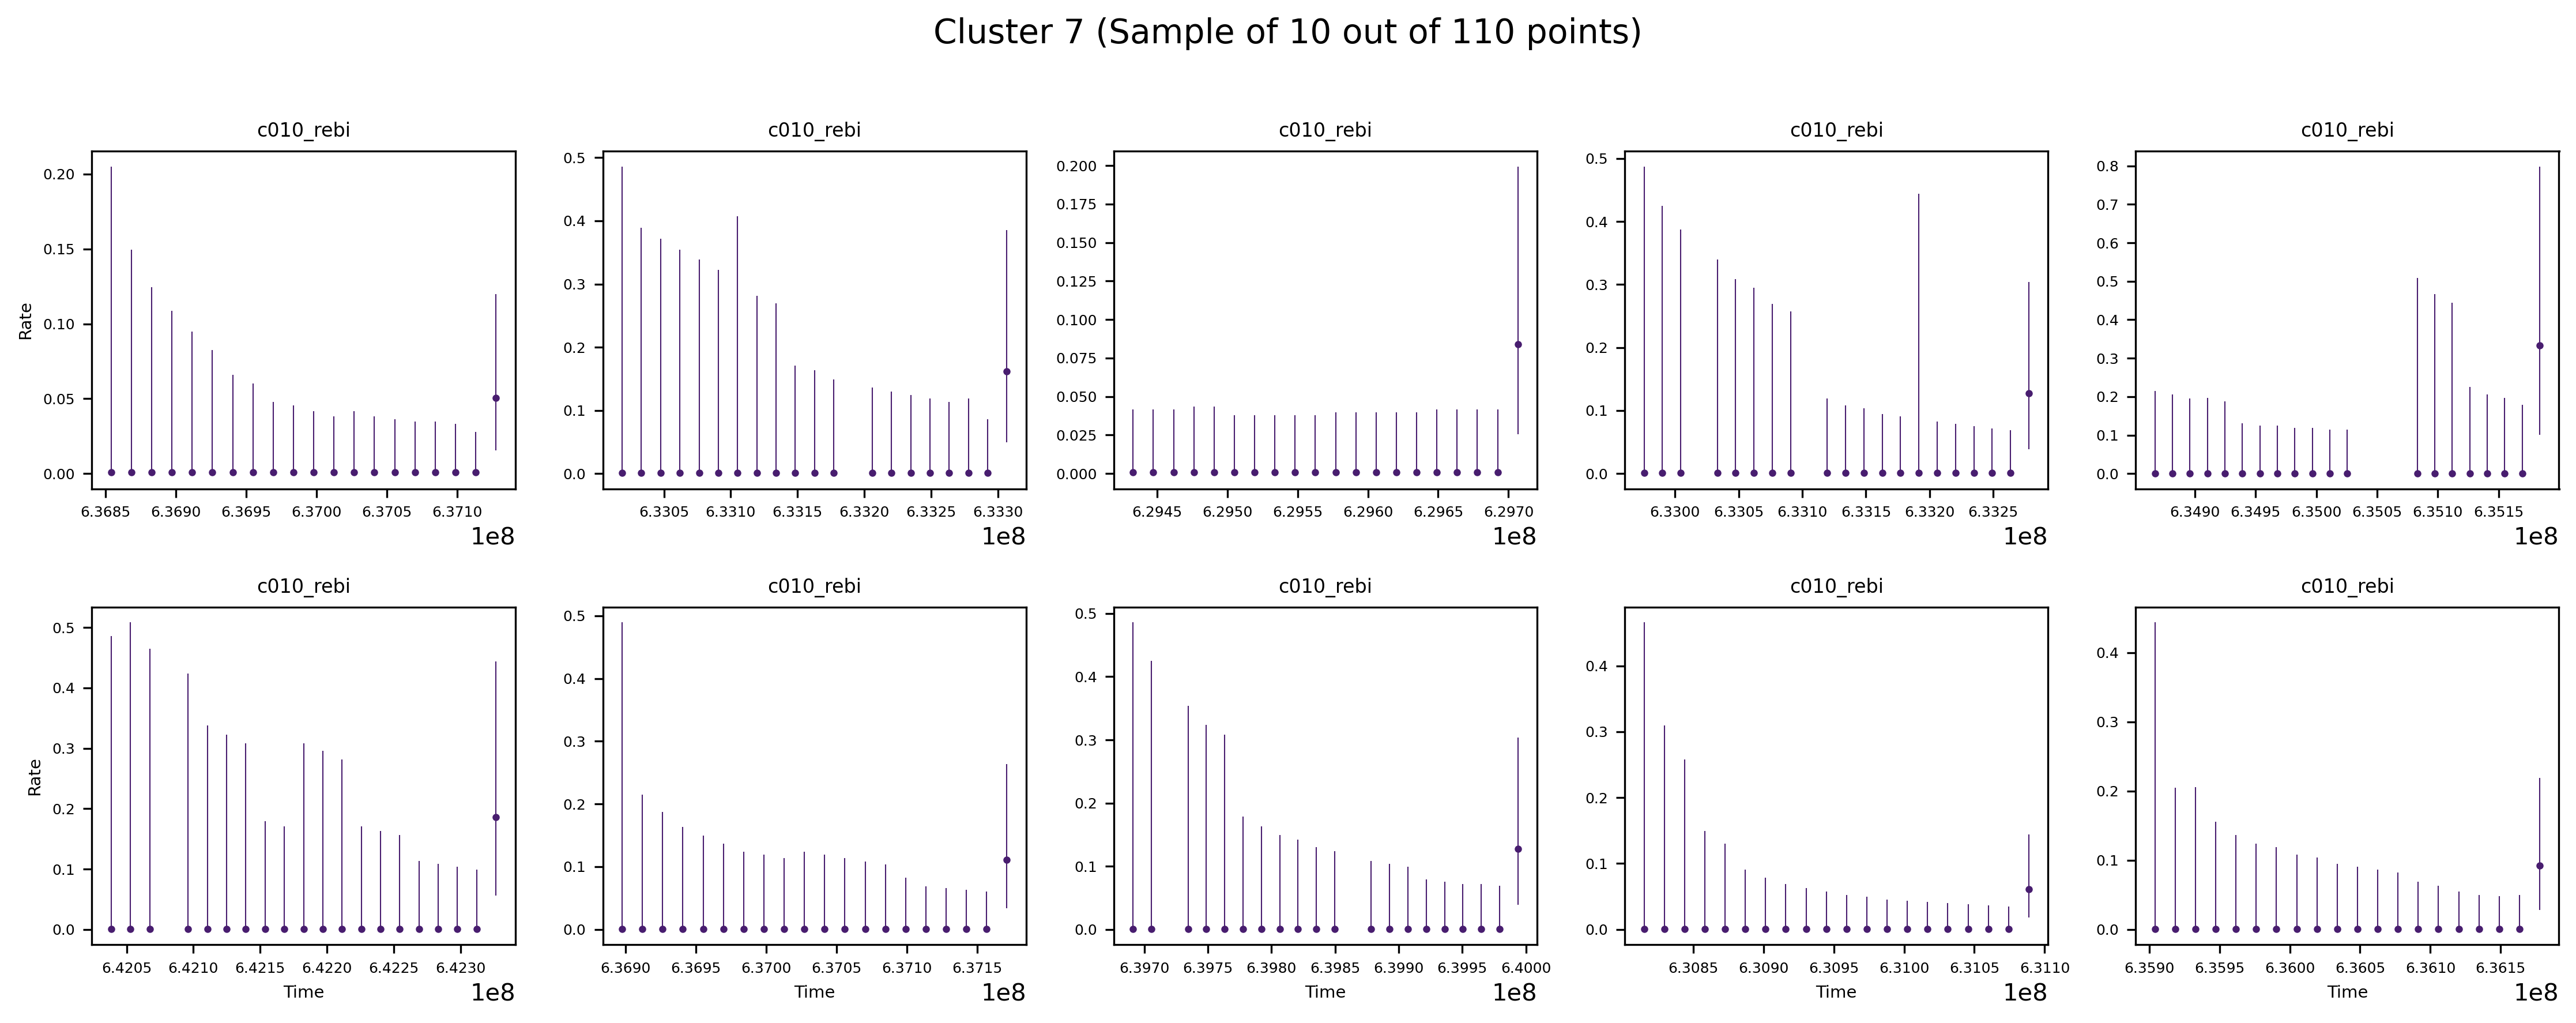 Cluster 7 (Sample of 10 out of 110 points)
c010_rebi
Rate
0.20
0.15
0.10
0.05
0.00
6.3685 6.3690 6.3695 6.3700 6.3705 6.3710
1e8
c010_rebi
0.5
0.4
0.3
0.2
0.1
0.0
6.3305 6.3310 6.3315 6.3320 6.3325 6.3330
1e8
c010_rebi
0.200
0.175
0.150
0.125
0.100
0.075
0.050
0.025
0.000
6.2945 6.2950 6.2955 6.2960 6.2965 6.2970
1e8
c010_rebi
0.5
0.4
0.3
0.2
0.1
0.0
6.3300 6.3305 6.3310 6.3315 6.3320 6.3325
1e8
c010_rebi
0.8
0.7
0.6
0.5
0.4
0.3
0.2
0.1
0.0
6.3490 6.3495 6.3500 6.3505 6.3510 6.3515
1e8
c010_rebi
Rate
0.5
0.4
0.3
0.2
0.1
0.0
6.4205 6.4210 6.4215 6.4220 6.4225 6.4230
Time
1e8
c010_rebi
0.5
0.4
0.3
0.2
0.1
0.0
6.3690 6.3695 6.3700 6.3705 6.3710 6.3715
Time
1e8
c010_rebi
0.5
0.4
0.3
0.2
0.1
0.0
6.3970 6.3975 6.3980 6.3985 6.3990 6.3995 6.4000
Time
1e8
c010_rebi
0.4
0.3
0.2
0.1
0.0
6.3085 6.3090 6.3095 6.3100 6.3105 6.3110
Time
1e8
c010_rebi
0.4
0.3
0.2
0.1
0.0
6.3590 6.3595 6.3600 6.3605 6.3610 6.3615
Time
1e8